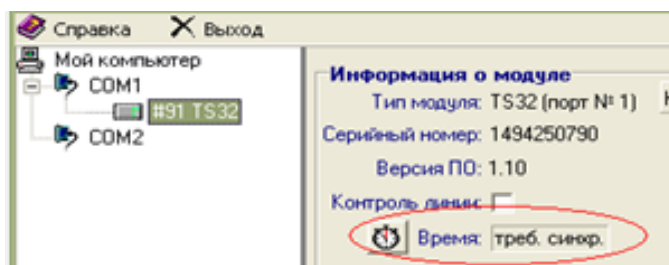 Справка Выход
Мой компьютер
COM1
#91 TS32
COM2
Информация о модуле
Тип модуля: TS32 (порт № 1)
Серийный номер: 1494250790
Версия ПО: 1.10
Контроль линии:
Время: треб. синхр.